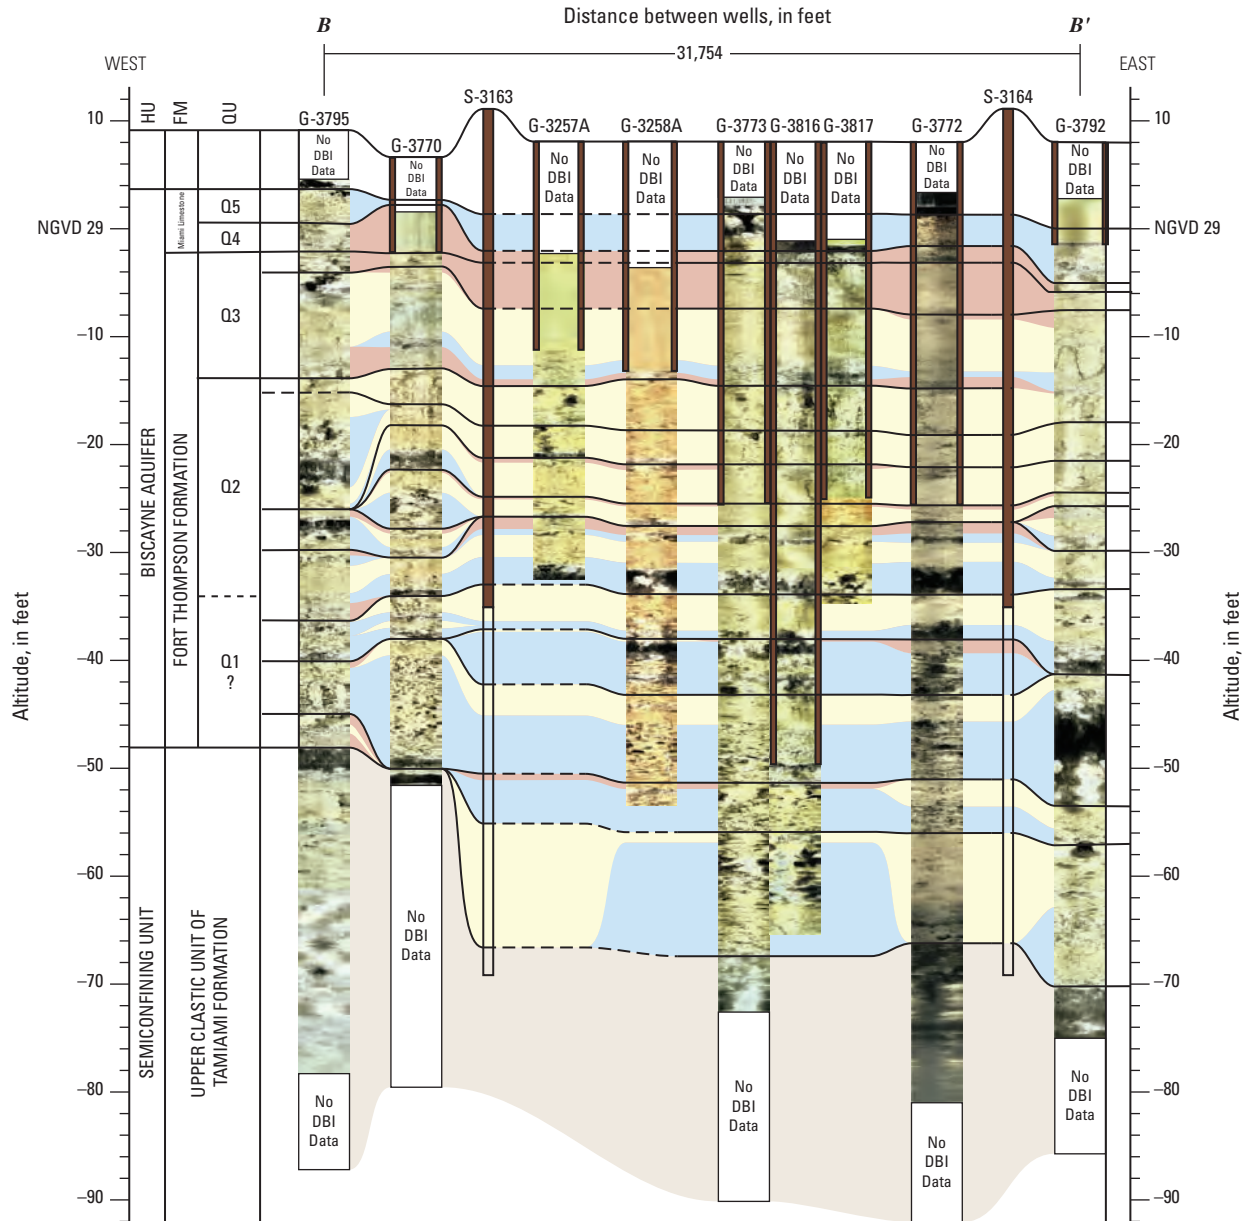 Distance between wells, in feet
B
B'
31,754
WEST
EAST
HU
FM
QU
S-3163
S-3164
10
G-3795
G-3770
G-3257A
G-3258A
G-3773
G-3816
G-3817
G-3772
G-3792
10
No
DBI
Data
No
DBI
Data
No
DBI
Data
No
DBI
Data
No
DBI
Data
No
DBI
Data
No
DBI
Data
No
DBI
Data
No
DBI
Data
Miami Limestone
Q5
Q4
NGVD 29
NGVD 29
Q3
–10
–10
–20
–20
BISCAYNE AQUIFER
FORT THOMPSON FORMATION
Q2
–30
–30
Q1
?
–40
–40
Altitude, in feet
Altitude, in feet
–50
–50
–60
–60
SEMICONFINING UNIT
UPPER CLASTIC UNIT OF
TAMIAMI FORMATION
No
DBI
Data
–70
–70
–80
–80
No
DBI
Data
No
DBI
Data
No
DBI
Data
No
DBI
Data
–90
–90